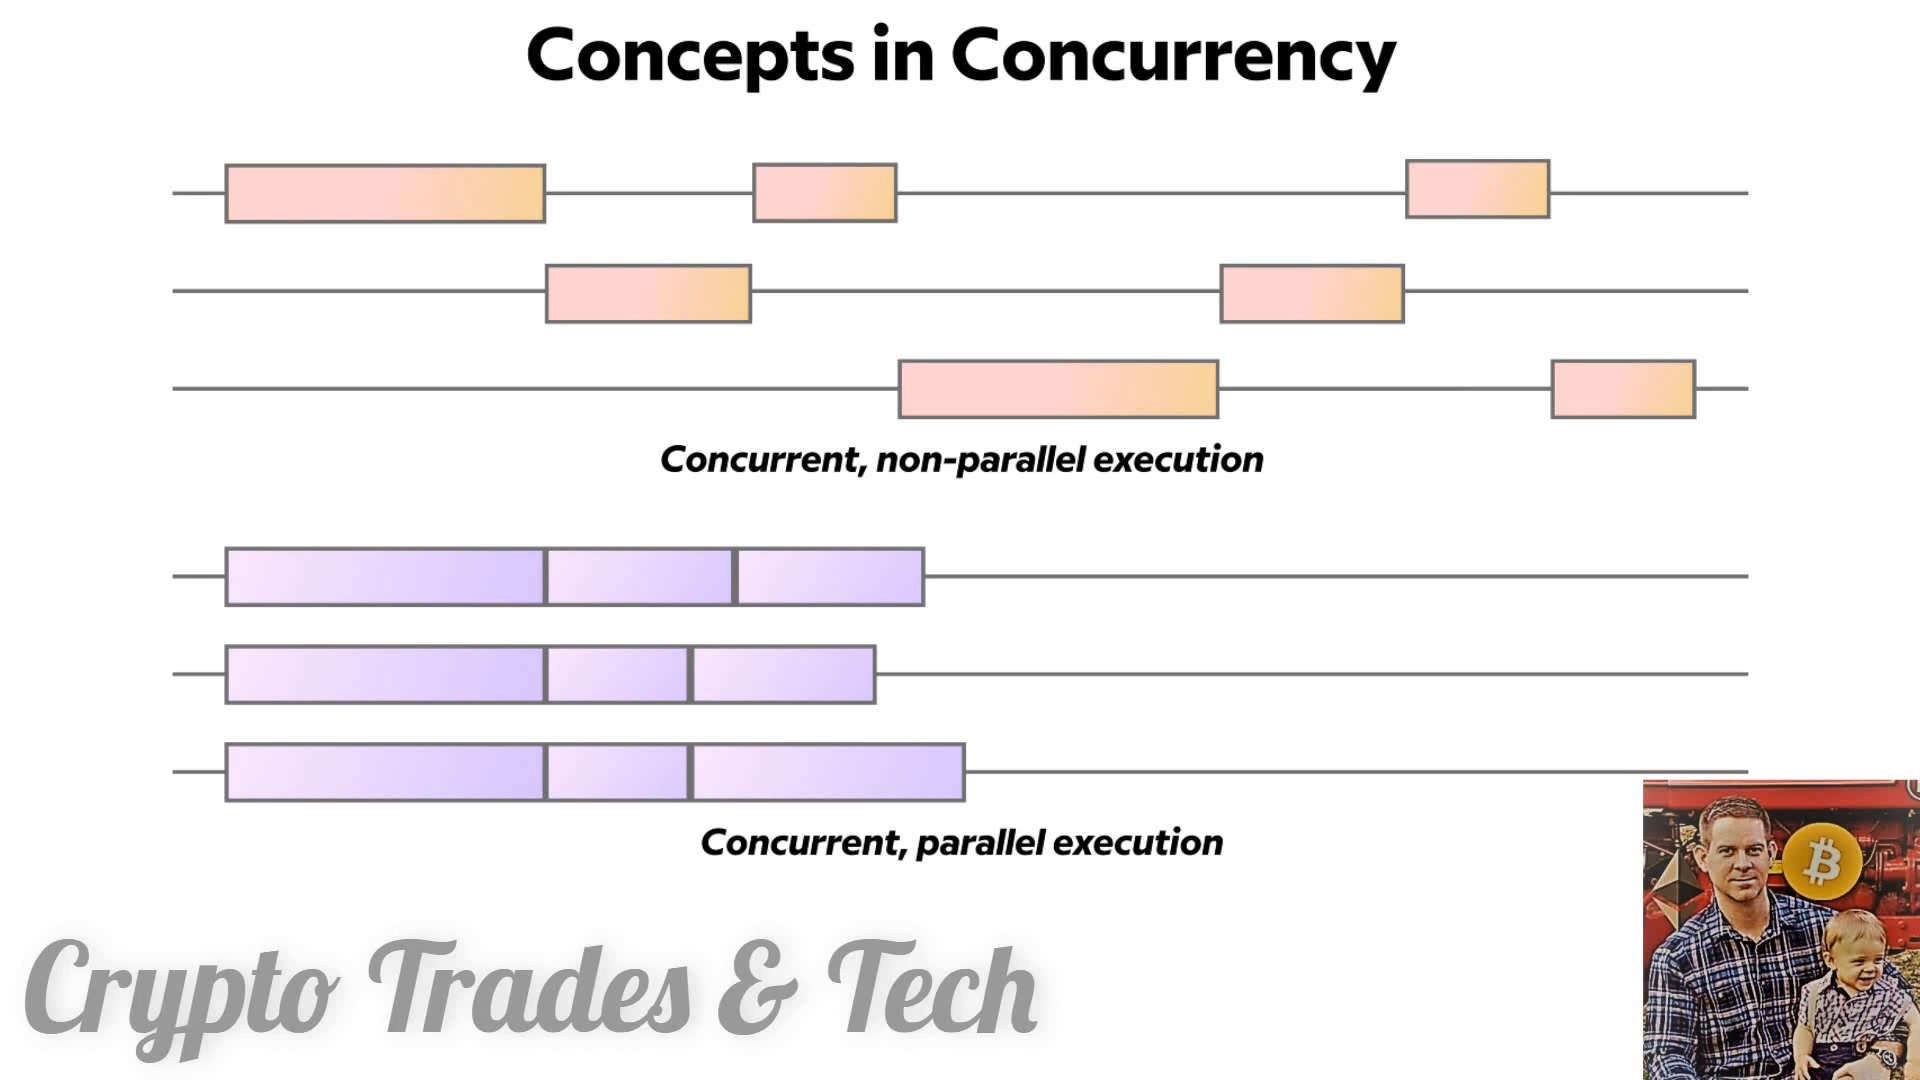 Concepts in Concurrency
Concurrent, non-parallel execution
Concurrent, parallel execution
Crypto Trades & Tech